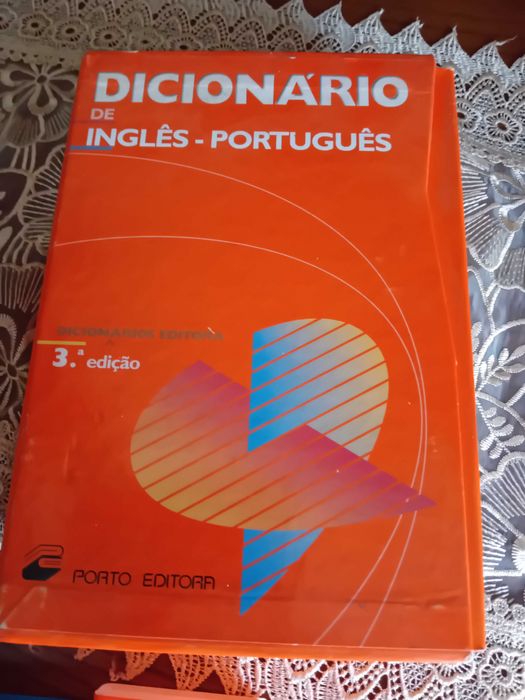 DICIONÁRIO
DE
INGLÊS - PORTUGUÊS
DICIONÁRIOS EDITORA
3.ª edição
PORTO EDITORA